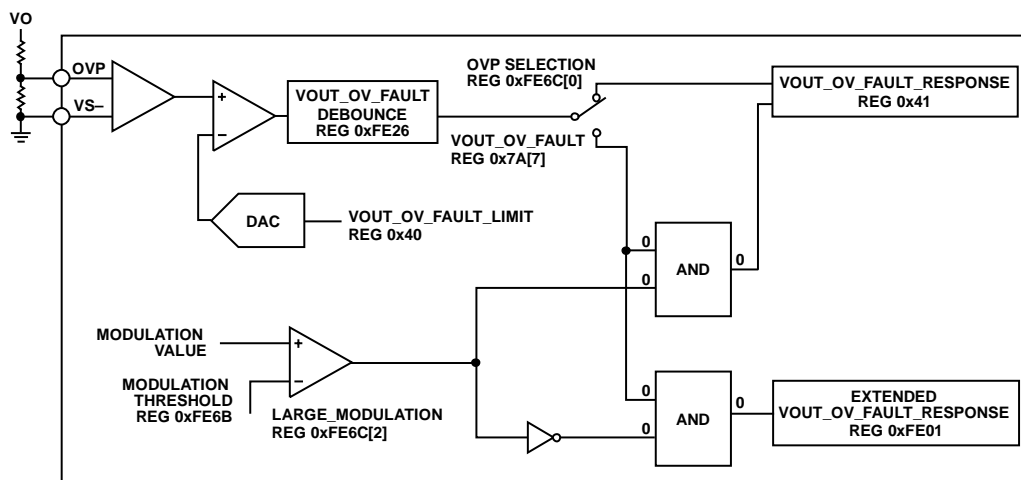 VO
OVP
VS–
+
–
VOUT_OV_FAULT
DEBOUNCE
REG 0xFE26
OVP SELECTION
REG 0xFE6C[0]
VOUT_OV_FAULT
REG 0x7A[7]
VOUT_OV_FAULT_RESPONSE
REG 0x41
DAC
VOUT_OV_FAULT_LIMIT
REG 0x40
0
0
AND
0
MODULATION
VALUE
+
–
MODULATION
THRESHOLD
REG 0xFE6B
LARGE_MODULATION
REG 0xFE6C[2]
0
0
AND
0
EXTENDED
VOUT_OV_FAULT_RESPONSE
REG 0xFE01